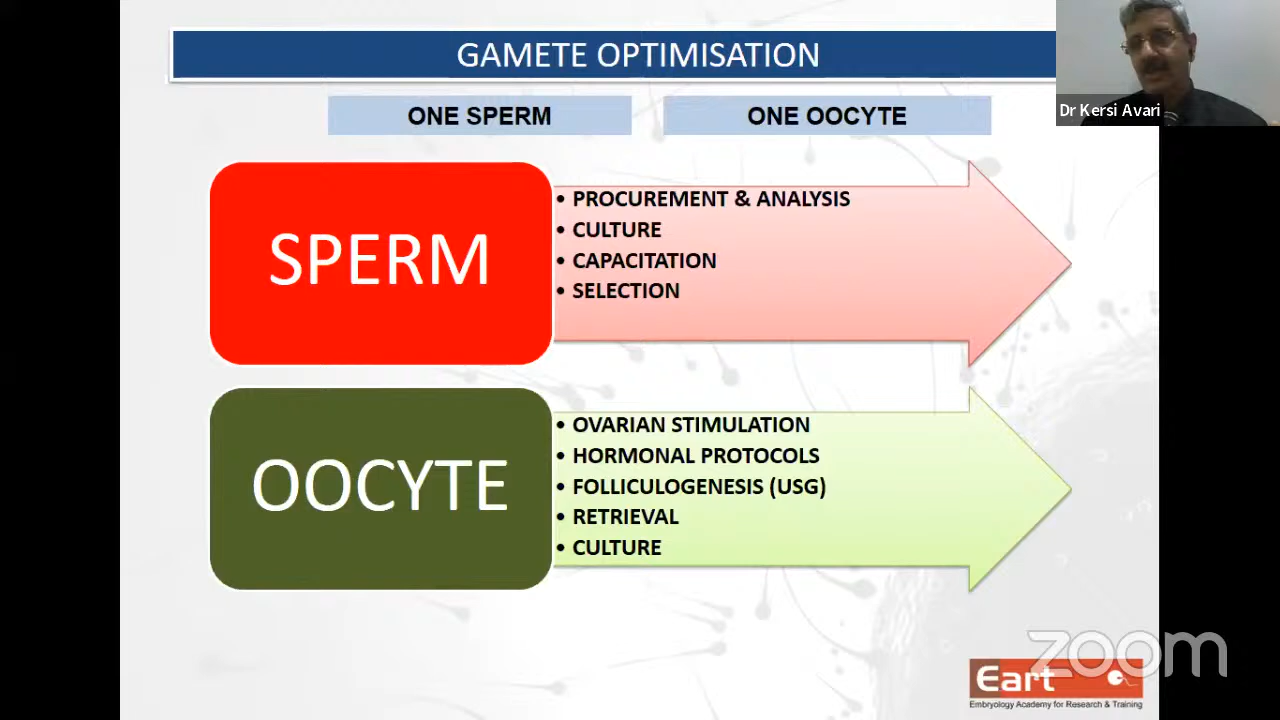 GAMETE OPTIMISATION
Dr Kersi Avari
ONE SPERM
ONE OOCYTE
SPERM
• PROCUREMENT & ANALYSIS
• CULTURE
• CAPACITATION
• SELECTION
OOCYTE
• OVARIAN STIMULATION
• HORMONAL PROTOCOLS
• FOLLICULOGENESIS (USG)
• RETRIEVAL
• CULTURE
zoom
Eart
Embryology Academy for Research & Training